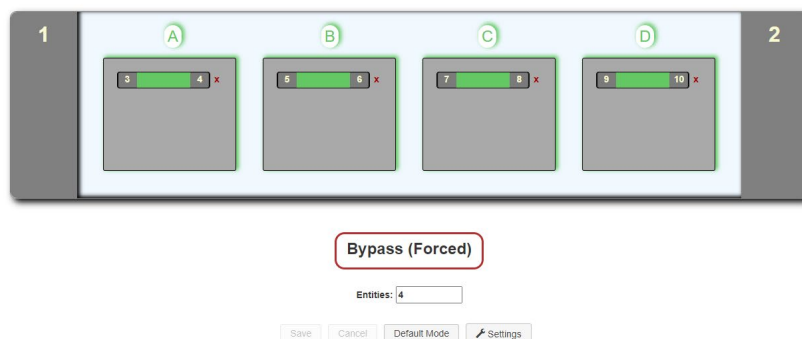 1 A B C D 2
3 4 x 5 6 x 7 8 x 9 10 x
Bypass (Forced)
Entities: 4
Save Cancel Default Mode Settings